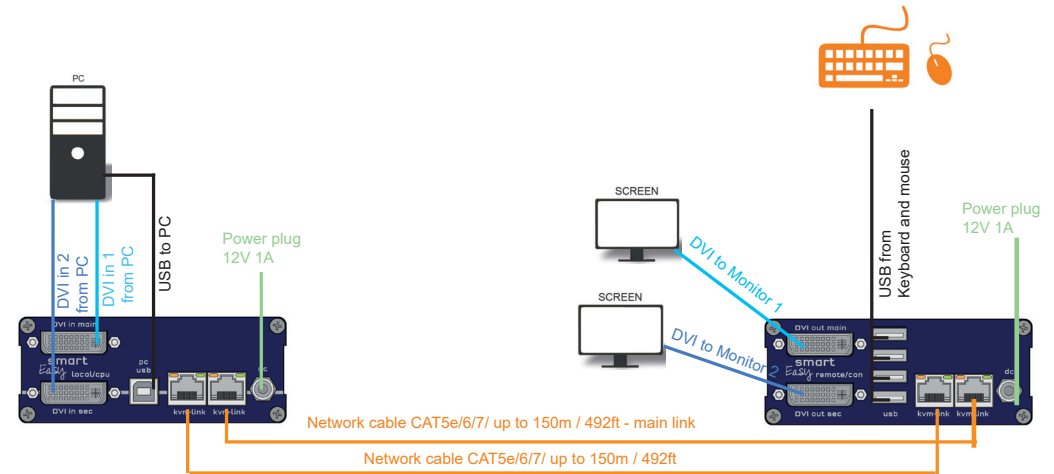 PC
DVI in 2
from PC
DVI in 1
from PC
USB to PC
Power plug
12V 1A
DVI in main
smart
Easy local/cpu
DVI in sec
pc
usb
kvm-link
kvm-link
dc
SCREEN
SCREEN
DVI to Monitor 1
DVI to Monitor 2
USB from
Keyboard and mouse
Power plug
12V 1A
DVI out main
smart
Easy remote/con
DVI out sec
usb
kvm-link
kvm-link
dc
Network cable CAT5e/6/7/ up to 150m / 492ft - main link
Network cable CAT5e/6/7/ up to 150m / 492ft